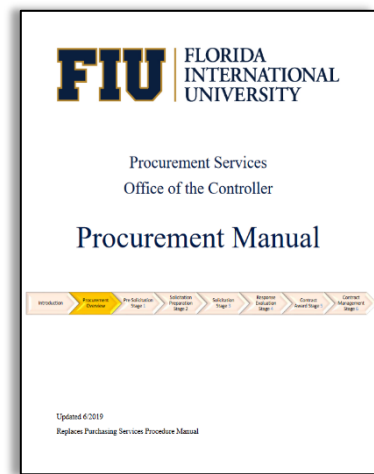 FIU
FLORIDA
INTERNATIONAL
UNIVERSITY
Procurement Services
Office of the Controller
Procurement Manual
Introduction
Procurement
Overview
Pre Solicitation
Stage 1
Solicitation
Preparation
Stage 2
Solicitation
Stage 3
Response
Evaluation
Stage 4
Contract
Award Stage 5
Contract
Management
Stage 6
Updated 6/2019
Replaces Purchasing Services Procedure Manual